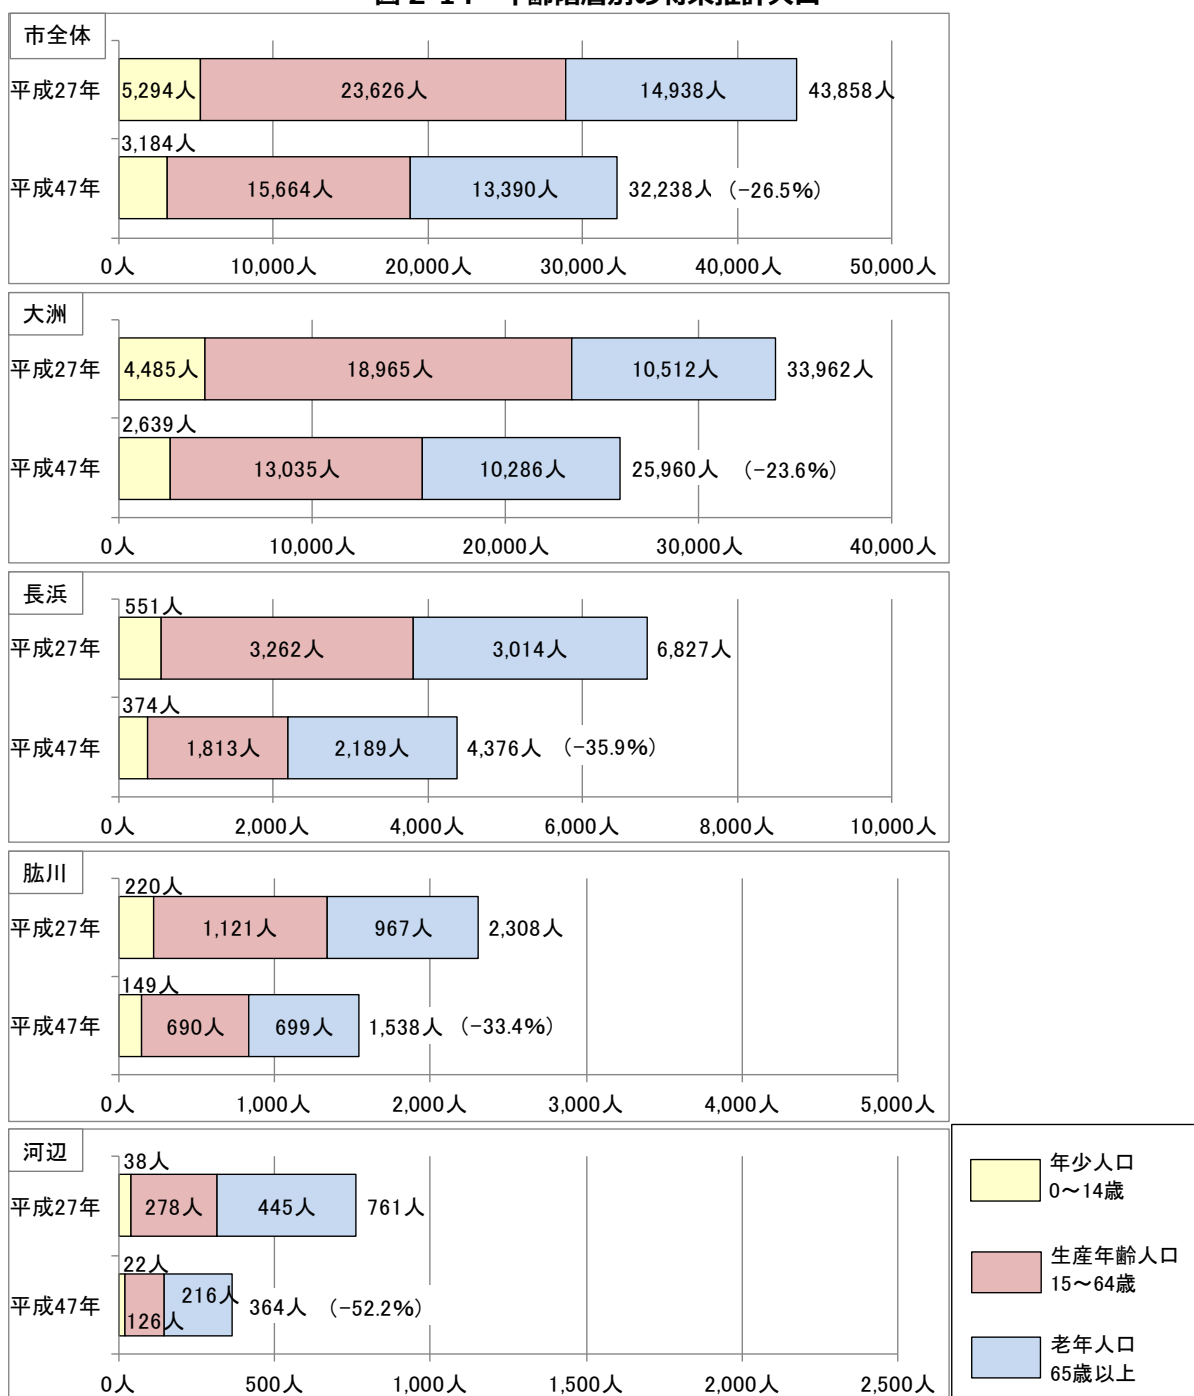 市全体
平成27年 5,294人 23,626人 14,938人 43,858人
3,184人
平成47年 15,664人 13,390人 32,238人 (-26.5%)
0人 10,000人 20,000人 30,000人 40,000人 50,000人
大洲
平成27年 4,485人 18,965人 10,512人 33,962人
2,639人
平成47年 13,035人 10,286人 25,960人 (-23.6%)
0人 10,000人 20,000人 30,000人 40,000人
長浜
551人
平成27年 3,262人 3,014人 6,827人
374人
平成47年 1,813人 2,189人 4,376人 (-35.9%)
0人 2,000人 4,000人 6,000人 8,000人 10,000人
肱川
220人
平成27年 1,121人 967人 2,308人
149人
平成47年 690人 699人 1,538人 (-33.4%)
0人 1,000人 2,000人 3,000人 4,000人 5,000人
河辺
38人
平成27年 278人 445人 761人
22人
平成47年 126人 216人 364人 (-52.2%)
0人 500人 1,000人 1,500人 2,000人 2,500人
年少人口
0～14歳
生産年齢人口
15～64歳
老年人口
65歳以上